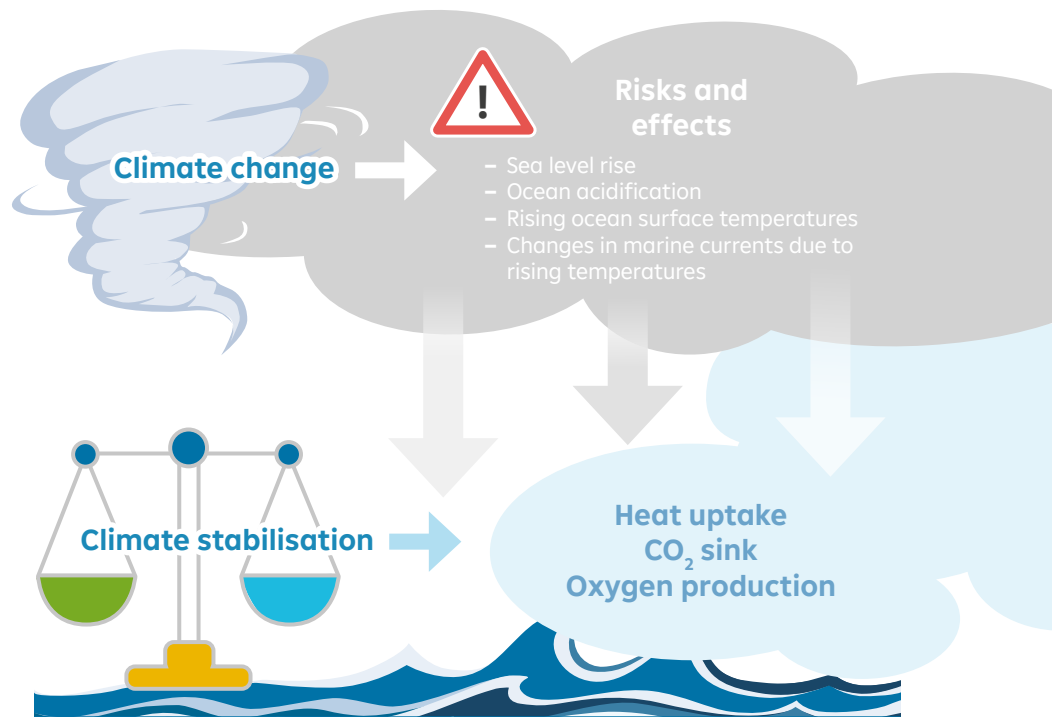 !
Risks and
effects
Climate change
– Sea level rise
– Ocean acidification
– Rising ocean surface temperatures
– Changes in marine currents due to
rising temperatures
Climate stabilisation
Heat uptake
CO₂ sink
Oxygen production